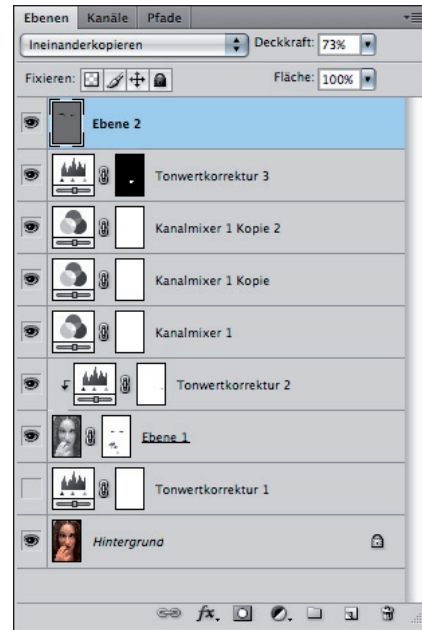 Ebenen Kanäle Pfade
Ineinanderkopieren Deckkraft: 73%
Fixieren: Fläche: 100%
Ebene 2
Tonwertkorrektur 3
Kanalmixer 1 Kopie 2
Kanalmixer 1 Kopie
Kanalmixer 1
Tonwertkorrektur 2
Ebene 1
Tonwertkorrektur 1
Hintergrund
fx.